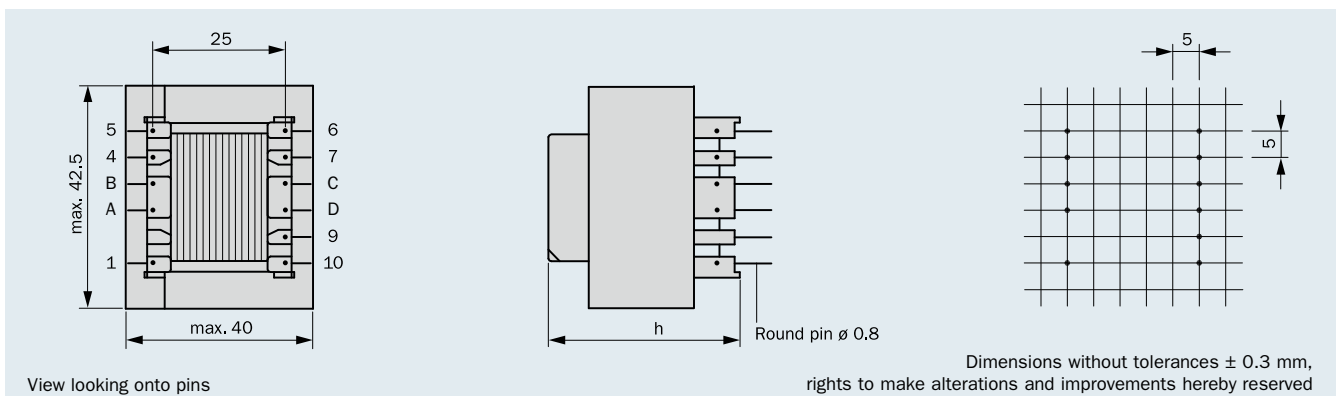 25
5
4
B
A
1
6
7
C
D
9
10
max. 42.5
max. 40
View looking onto pins
h
Round pin ø 0.8
5
5
Dimensions without tolerances ± 0.3 mm,
rights to make alterations and improvements hereby reserved